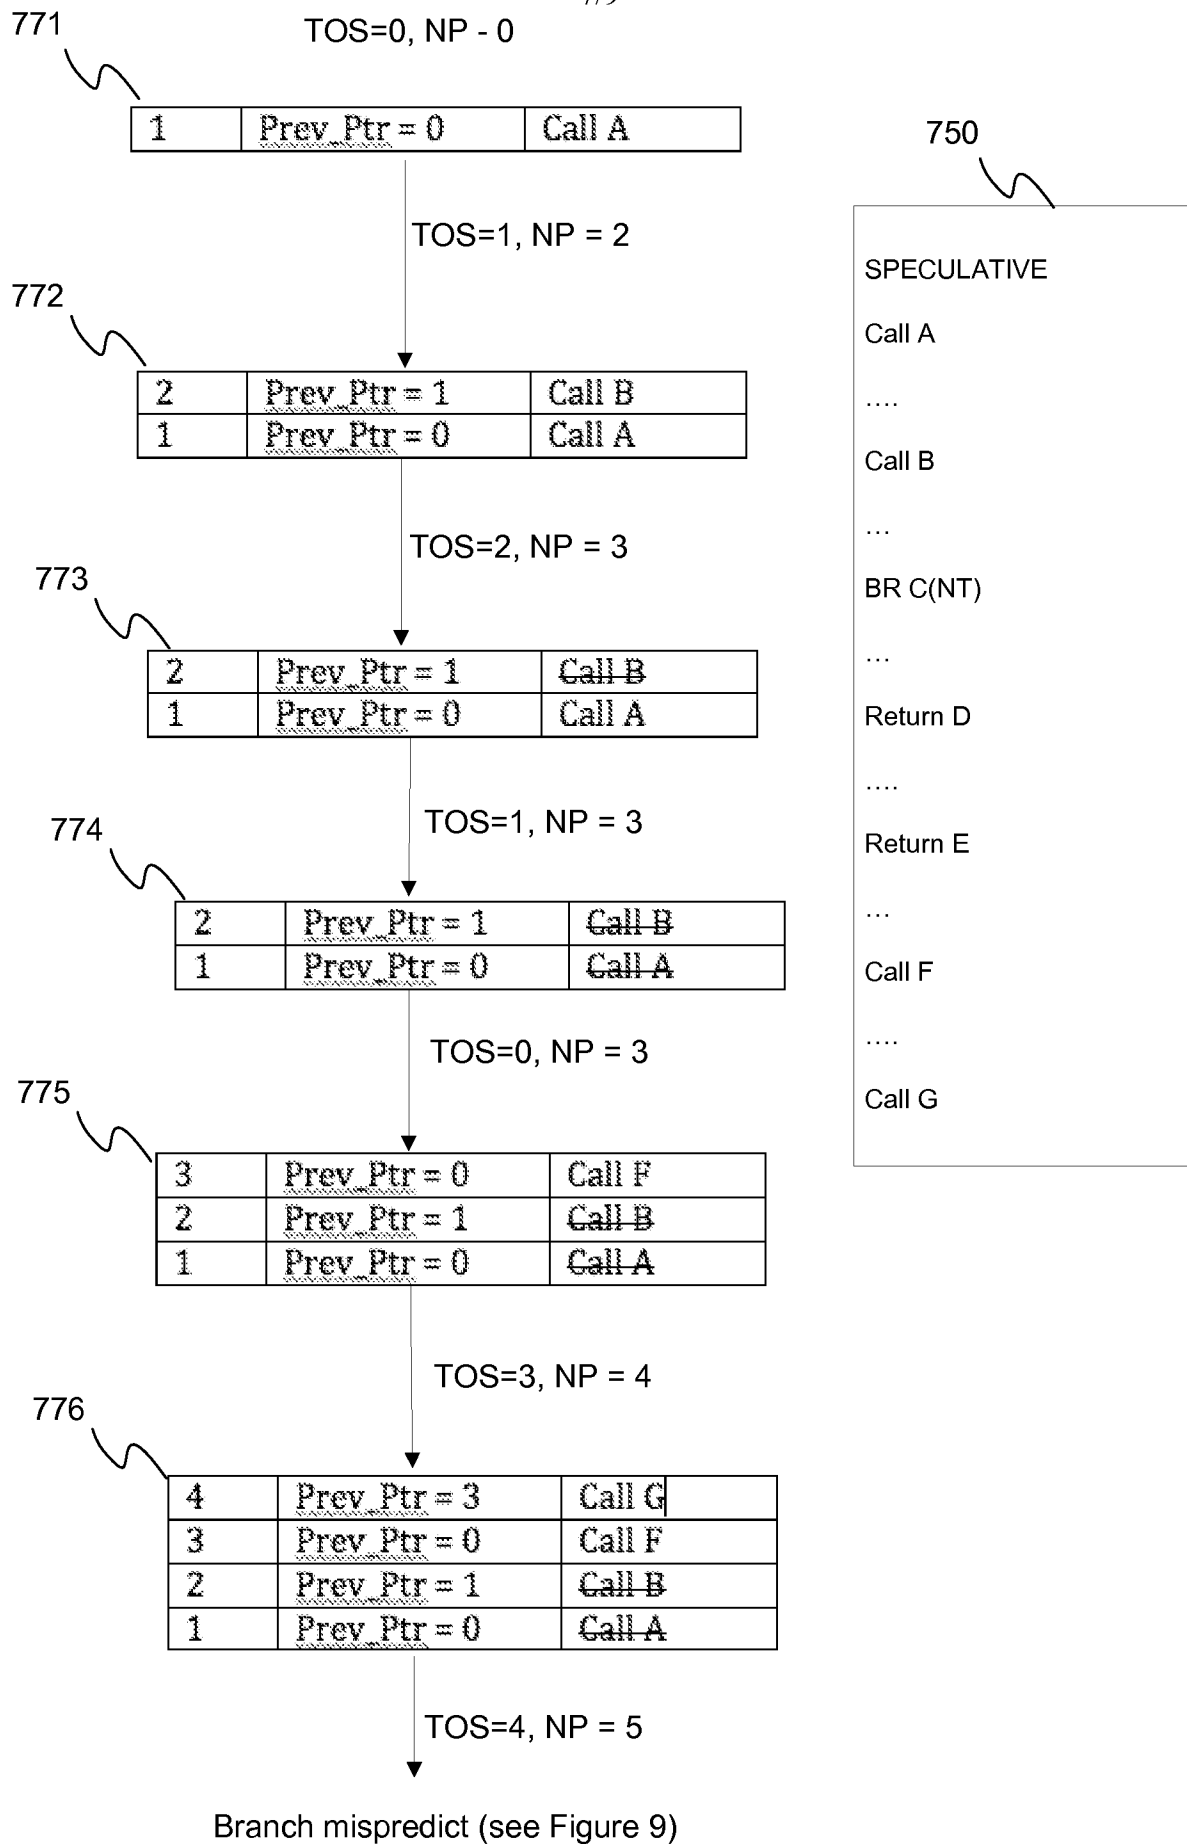 771
TOS=0, NP - 0
1 Prev_Ptr = 0 Call A
TOS=1, NP = 2
772
2 Prev_Ptr = 1 Call B
1 Prev_Ptr = 0 Call A
TOS=2, NP = 3
773
2 Prev_Ptr = 1 Call B
1 Prev_Ptr = 0 Call A
TOS=1, NP = 3
774
2 Prev_Ptr = 1 Call B
1 Prev_Ptr = 0 Call A
TOS=0, NP = 3
775
3 Prev_Ptr = 0 Call F
2 Prev_Ptr = 1 Call B
1 Prev_Ptr = 0 Call A
TOS=3, NP = 4
776
4 Prev_Ptr = 3 Call G
3 Prev_Ptr = 0 Call F
2 Prev_Ptr = 1 Call B
1 Prev_Ptr = 0 Call A
TOS=4, NP = 5
Branch mispredict (see Figure 9)
750
SPECULATIVE
Call A
....
Call B
...
BR C(NT)
...
Return D
....
Return E
...
Call F
....
Call G